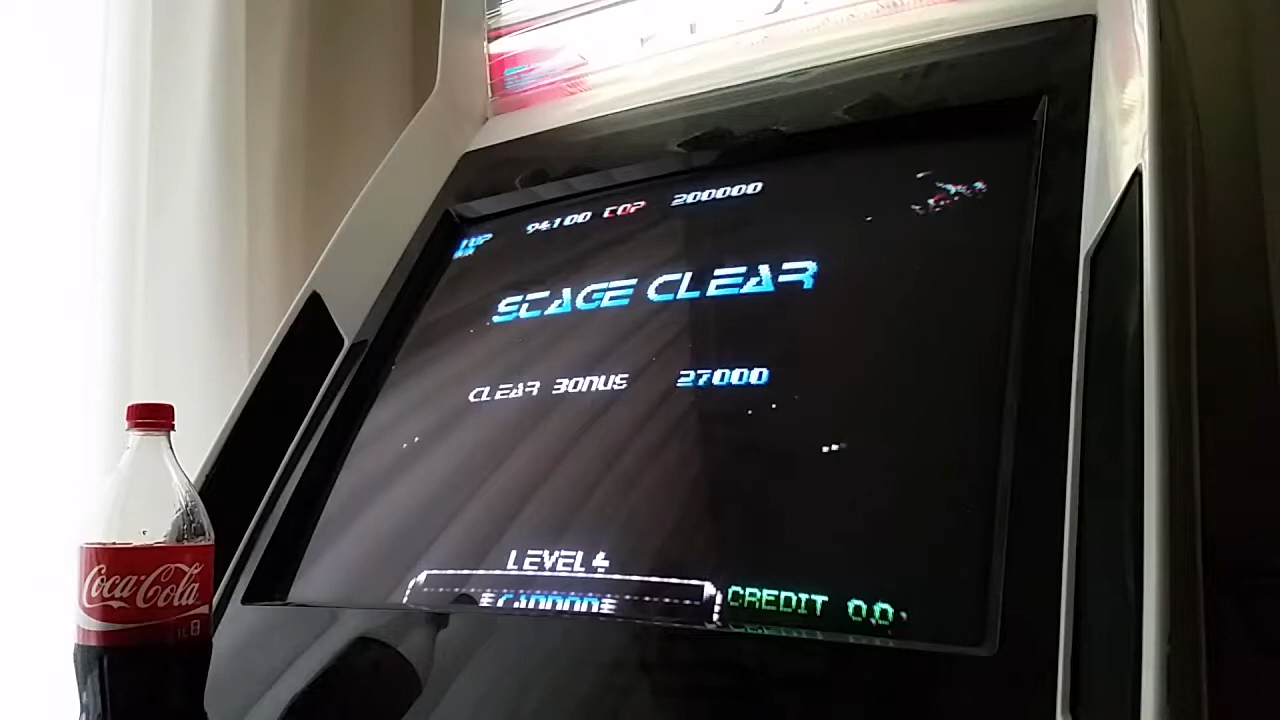 1UP 94100 TOP 200000
STAGE CLEAR
CLEAR BONUS 27000
LEVEL 4
CREDIT 00
Coca-Cola